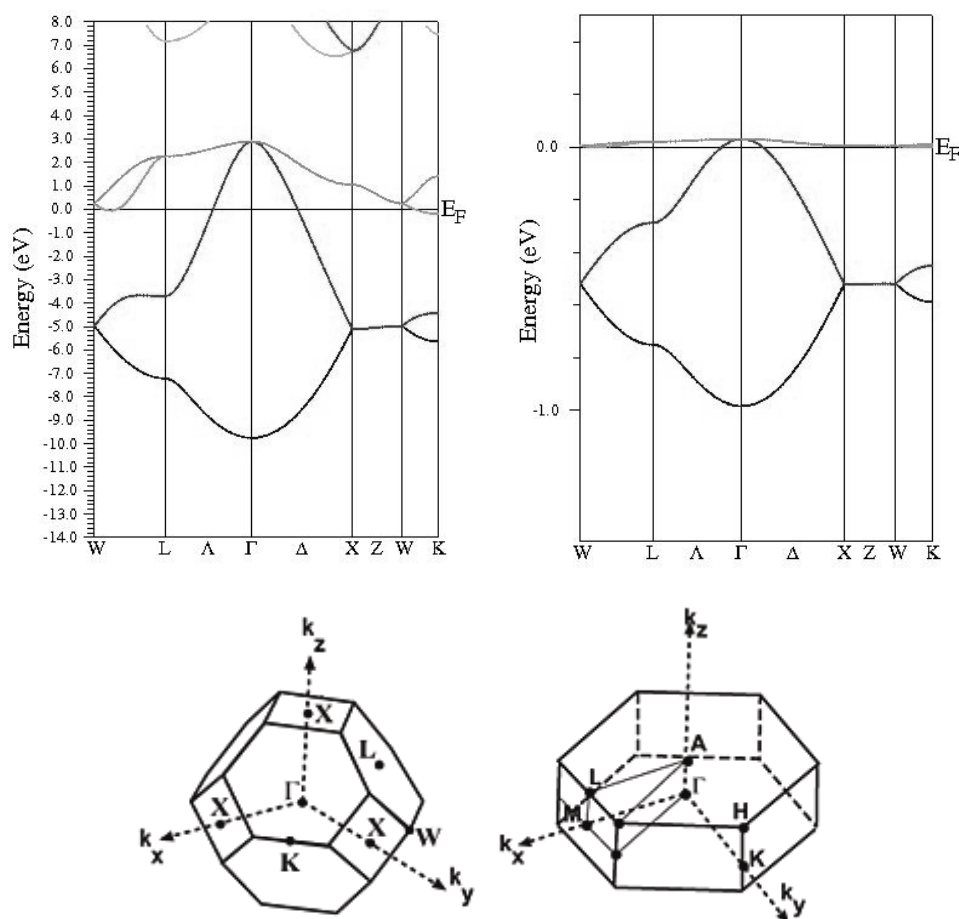 8.0
7.0
6.0
5.0
4.0
3.0
2.0
1.0
0.0
-1.0
-2.0
-3.0
-4.0
-5.0
-6.0
-7.0
-8.0
-9.0
-10.0
-11.0
-12.0
-13.0
-14.0
Energy (eV)
E_F
W L Λ Γ Δ X Z W K
0.0
-1.0
Energy (eV)
E_F
W L Λ Γ Δ X Z W K
k_z
X
L
Γ
X
X
W
k_x
K
k_y
k_z
A
L
Γ
M
H
k_x
K
k_y